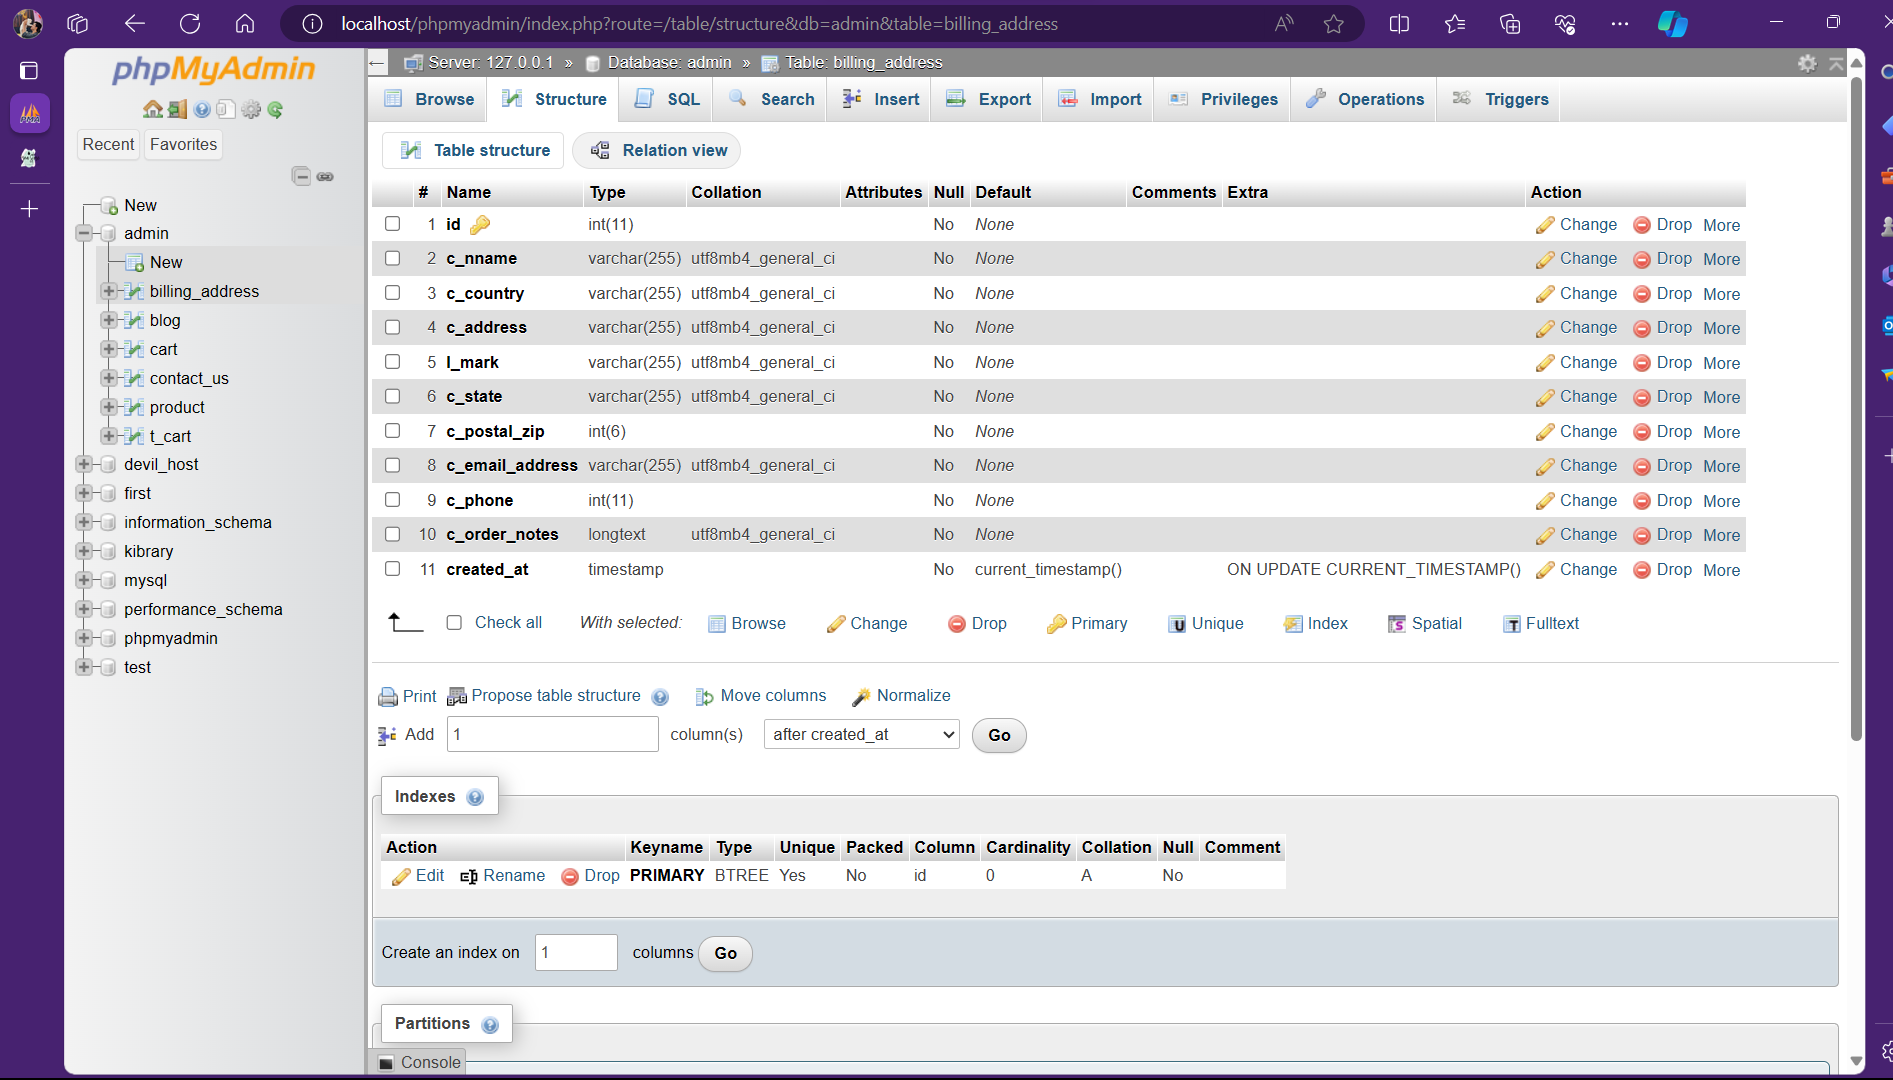 localhost/phpmyadmin/index.php?route=/table/structure&db=admin&table=billing_address
phpMyAdmin
Recent Favorites
New
admin
New
billing_address
blog
cart
contact_us
product
t_cart
devil_host
first
information_schema
kibrary
mysql
performance_schema
phpmyadmin
test
Server: 127.0.0.1 » Database: admin » Table: billing_address
Browse Structure SQL Search Insert Export Import Privileges Operations Triggers
Table structure Relation view
# Name Type Collation Attributes Null Default Comments Extra Action
1 id int(11) No None Change Drop More
2 c_nname varchar(255) utf8mb4_general_ci No None Change Drop More
3 c_country varchar(255) utf8mb4_general_ci No None Change Drop More
4 c_address varchar(255) utf8mb4_general_ci No None Change Drop More
5 l_mark varchar(255) utf8mb4_general_ci No None Change Drop More
6 c_state varchar(255) utf8mb4_general_ci No None Change Drop More
7 c_postal_zip int(6) No None Change Drop More
8 c_email_address varchar(255) utf8mb4_general_ci No None Change Drop More
9 c_phone int(11) No None Change Drop More
10 c_order_notes longtext utf8mb4_general_ci No None Change Drop More
11 created_at timestamp No current_timestamp() ON UPDATE CURRENT_TIMESTAMP() Change Drop More
Check all With selected: Browse Change Drop Primary Unique Index Spatial Fulltext
Print Propose table structure Move columns Normalize
Add 1 column(s) after created_at Go
Indexes
Action Keyname Type Unique Packed Column Cardinality Collation Null Comment
Edit Rename Drop PRIMARY BTREE Yes No id 0 A No
Create an index on 1 columns Go
Partitions
Console